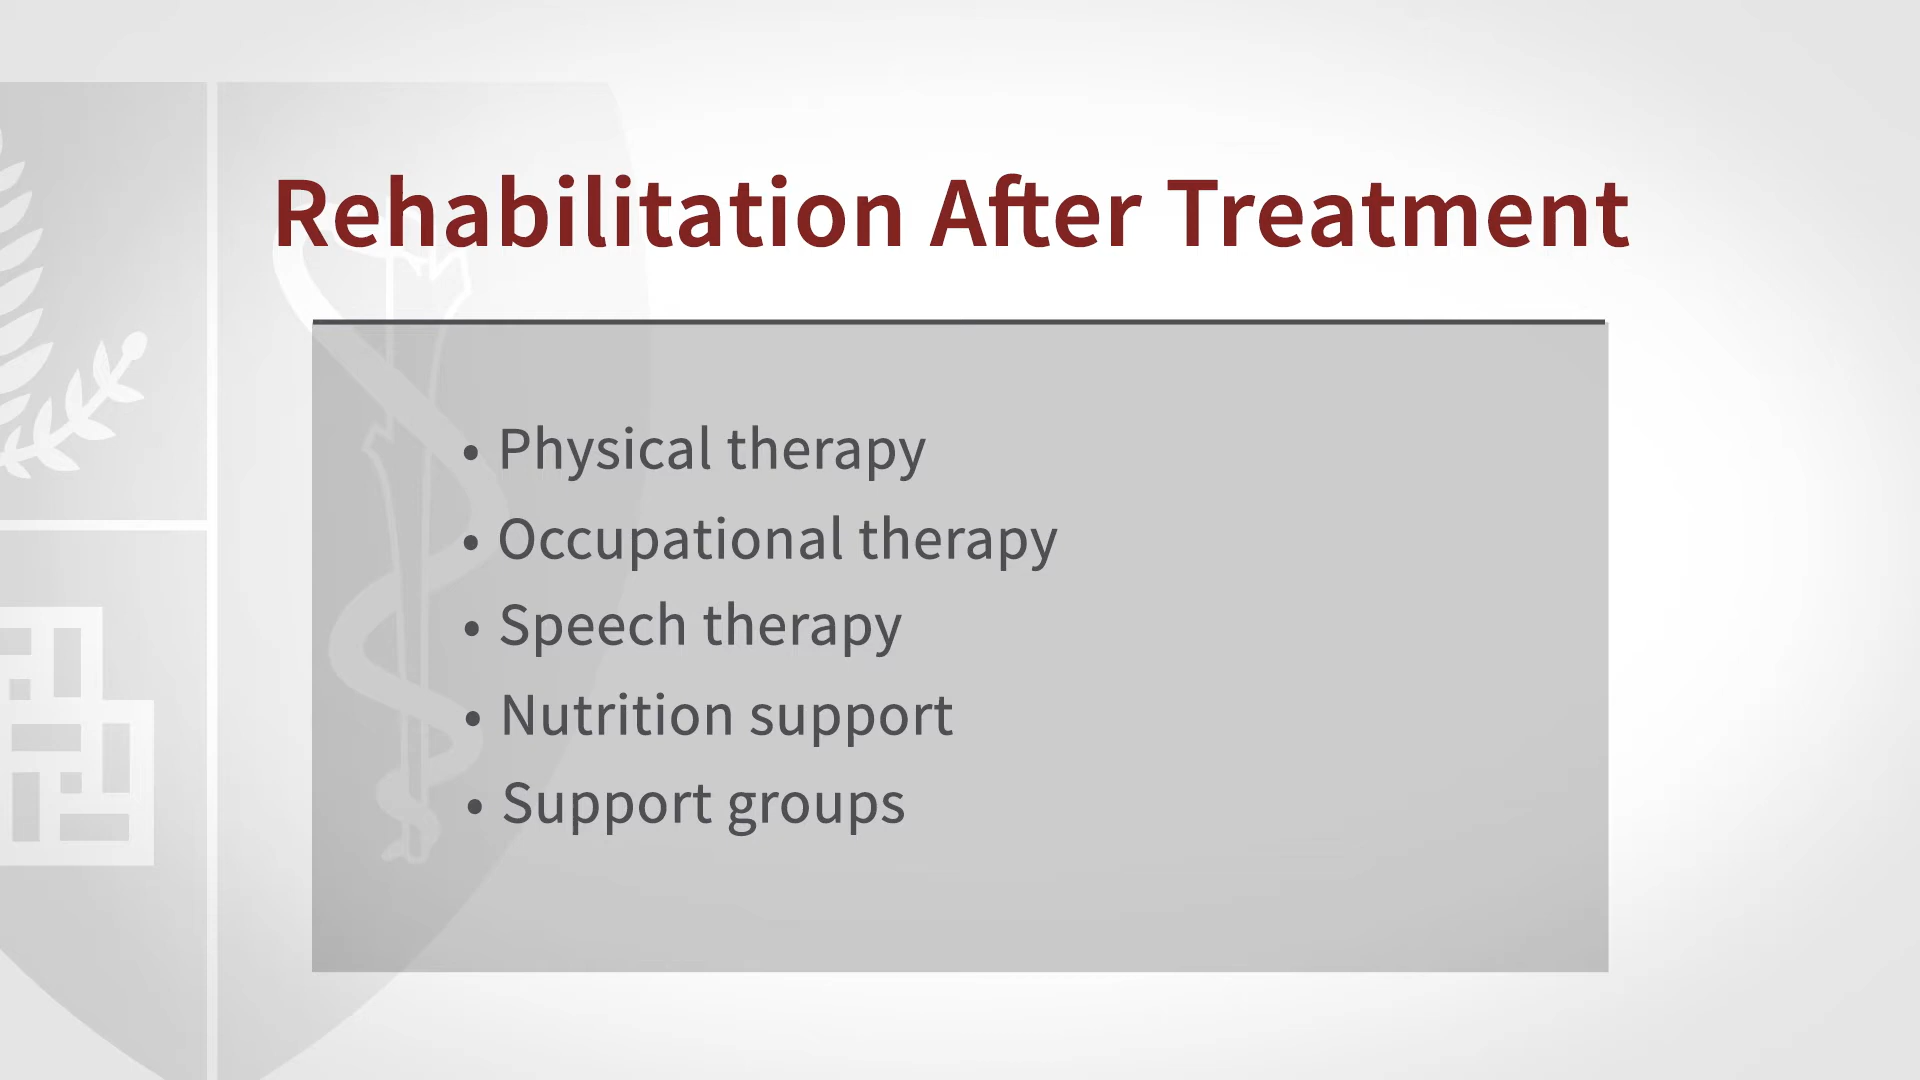 Rehabilitation After Treatment
• Physical therapy
• Occupational therapy
• Speech therapy
• Nutrition support
• Support groups